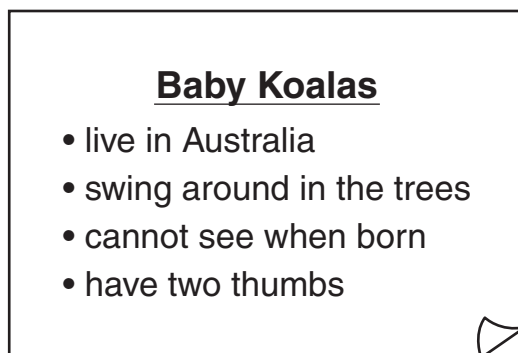 Baby Koalas
• live in Australia
• swing around in the trees
• cannot see when born
• have two thumbs